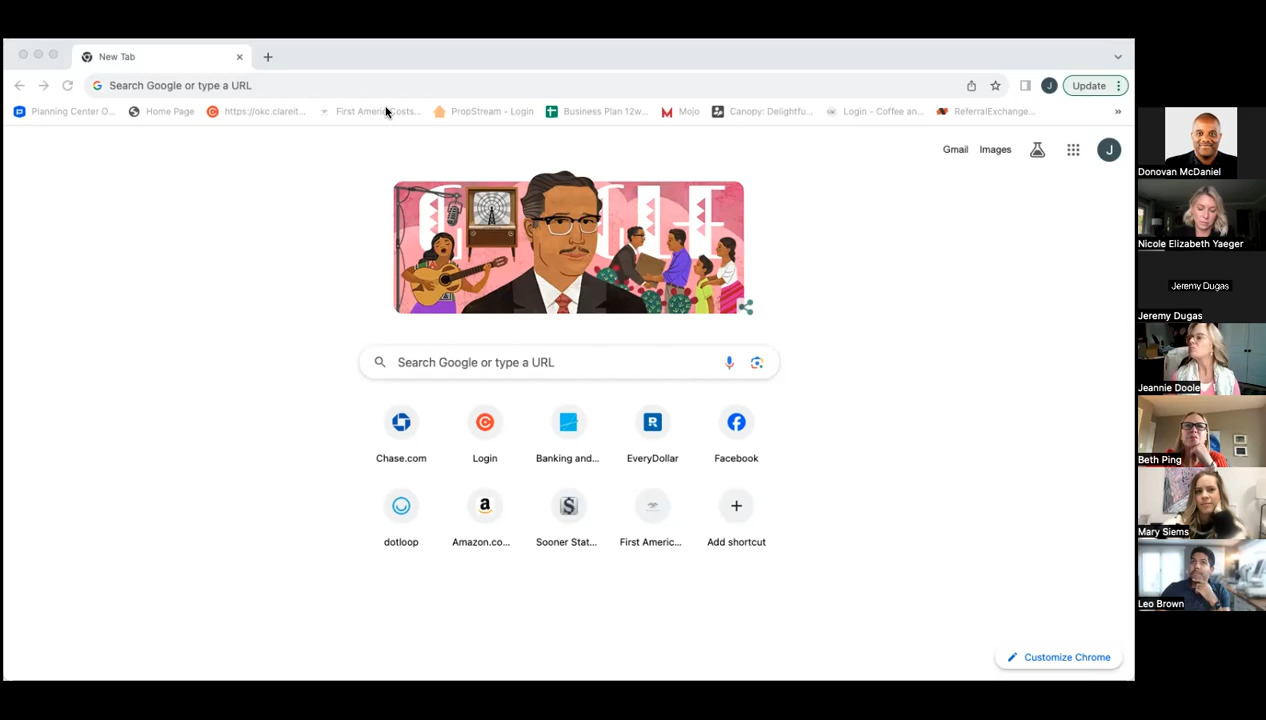 New Tab
Search Google or type a URL
Update
Planning Center O...
Home Page
https://okc.clareit...
First Americ Costs...
PropStream - Login
Business Plan 12w...
Mojo
Canopy: Delightfu...
Login - Coffee an...
ReferralExchange...
Gmail
Images
J
Search Google or type a URL
Chase.com
Login
Banking and...
EveryDollar
Facebook
dotloop
Amazon.co...
Sooner Stat...
First Americ...
Add shortcut
Customize Chrome
Donovan McDaniel
Nicole Elizabeth Yaeger
Jeremy Dugas
Jeremy Dugas
Jeannie Doole
Beth Ping
Mary Siems
Leo Brown